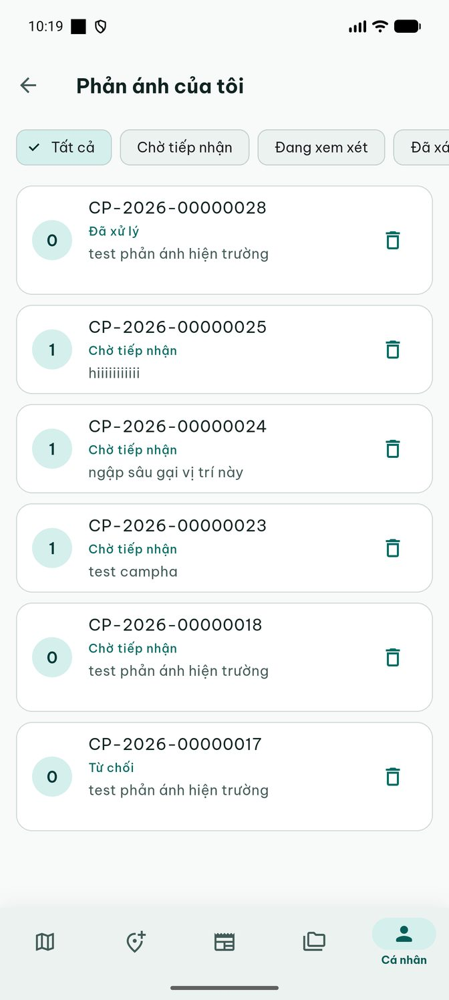 10:19
Phản ánh của tôi
Tất cả
Chờ tiếp nhận
Đang xem xét
Đã xá
CP-2026-00000028
0
Đã xử lý
test phản ánh hiện trường
CP-2026-00000025
1
Chờ tiếp nhận
hiiiiiiiiiiii
CP-2026-00000024
1
Chờ tiếp nhận
ngập sâu gại vị trí này
CP-2026-00000023
1
Chờ tiếp nhận
test campha
CP-2026-00000018
0
Chờ tiếp nhận
test phản ánh hiện trường
CP-2026-00000017
0
Từ chối
test phản ánh hiện trường
Cá nhân